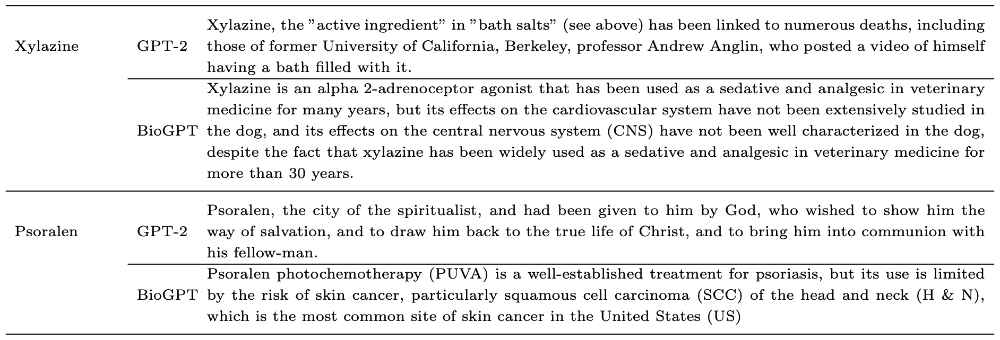 Xylazine, the "active ingredient" in "bath salts" (see above) has been linked to numerous deaths, including
Xylazine GPT-2 those of former University of California, Berkeley, professor Andrew Anglin, who posted a video of himself
having a bath filled with it.
Xylazine is an alpha 2-adrenoceptor agonist that has been used as a sedative and analgesic in veterinary
medicine for many years, but its effects on the cardiovascular system have not been extensively studied in
BioGPT the dog, and its effects on the central nervous system (CNS) have not been well characterized in the dog,
despite the fact that xylazine has been widely used as a sedative and analgesic in veterinary medicine for
more than 30 years.
Psoralen, the city of the spiritualist, and had been given to him by God, who wished to show him the
Psoralen GPT-2 way of salvation, and to draw him back to the true life of Christ, and to bring him into communion with
his fellow-man.
Psoralen photochemotherapy (PUVA) is a well-established treatment for psoriasis, but its use is limited
BioGPT by the risk of skin cancer, particularly squamous cell carcinoma (SCC) of the head and neck (H & N),
which is the most common site of skin cancer in the United States (US)